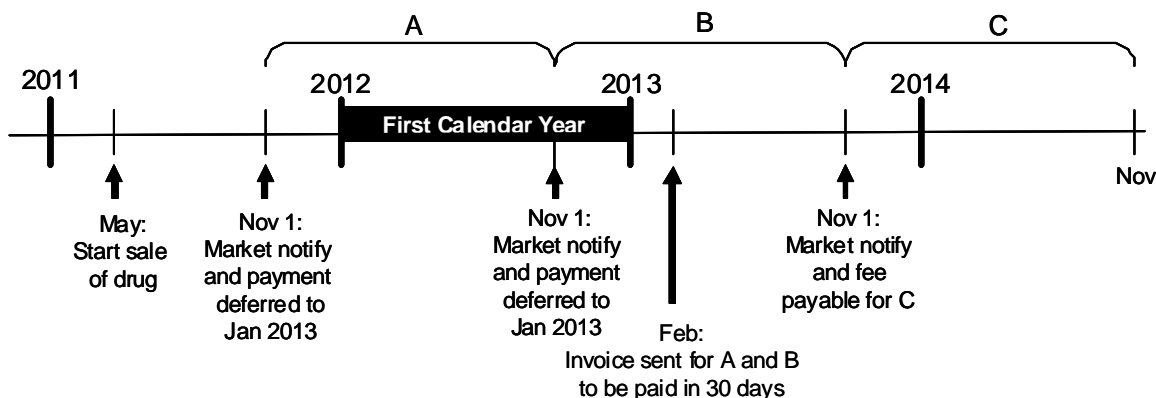 A
B
C
2011
2012
2013
2014
First Calendar Year
Nov
May:
Start sale
of drug
Nov 1:
Market notify
and payment
deferred to
Jan 2013
Nov 1:
Market notify
and payment
deferred to
Jan 2013
Feb:
Invoice sent for A and B
to be paid in 30 days
Nov 1:
Market notify
and fee
payable for C